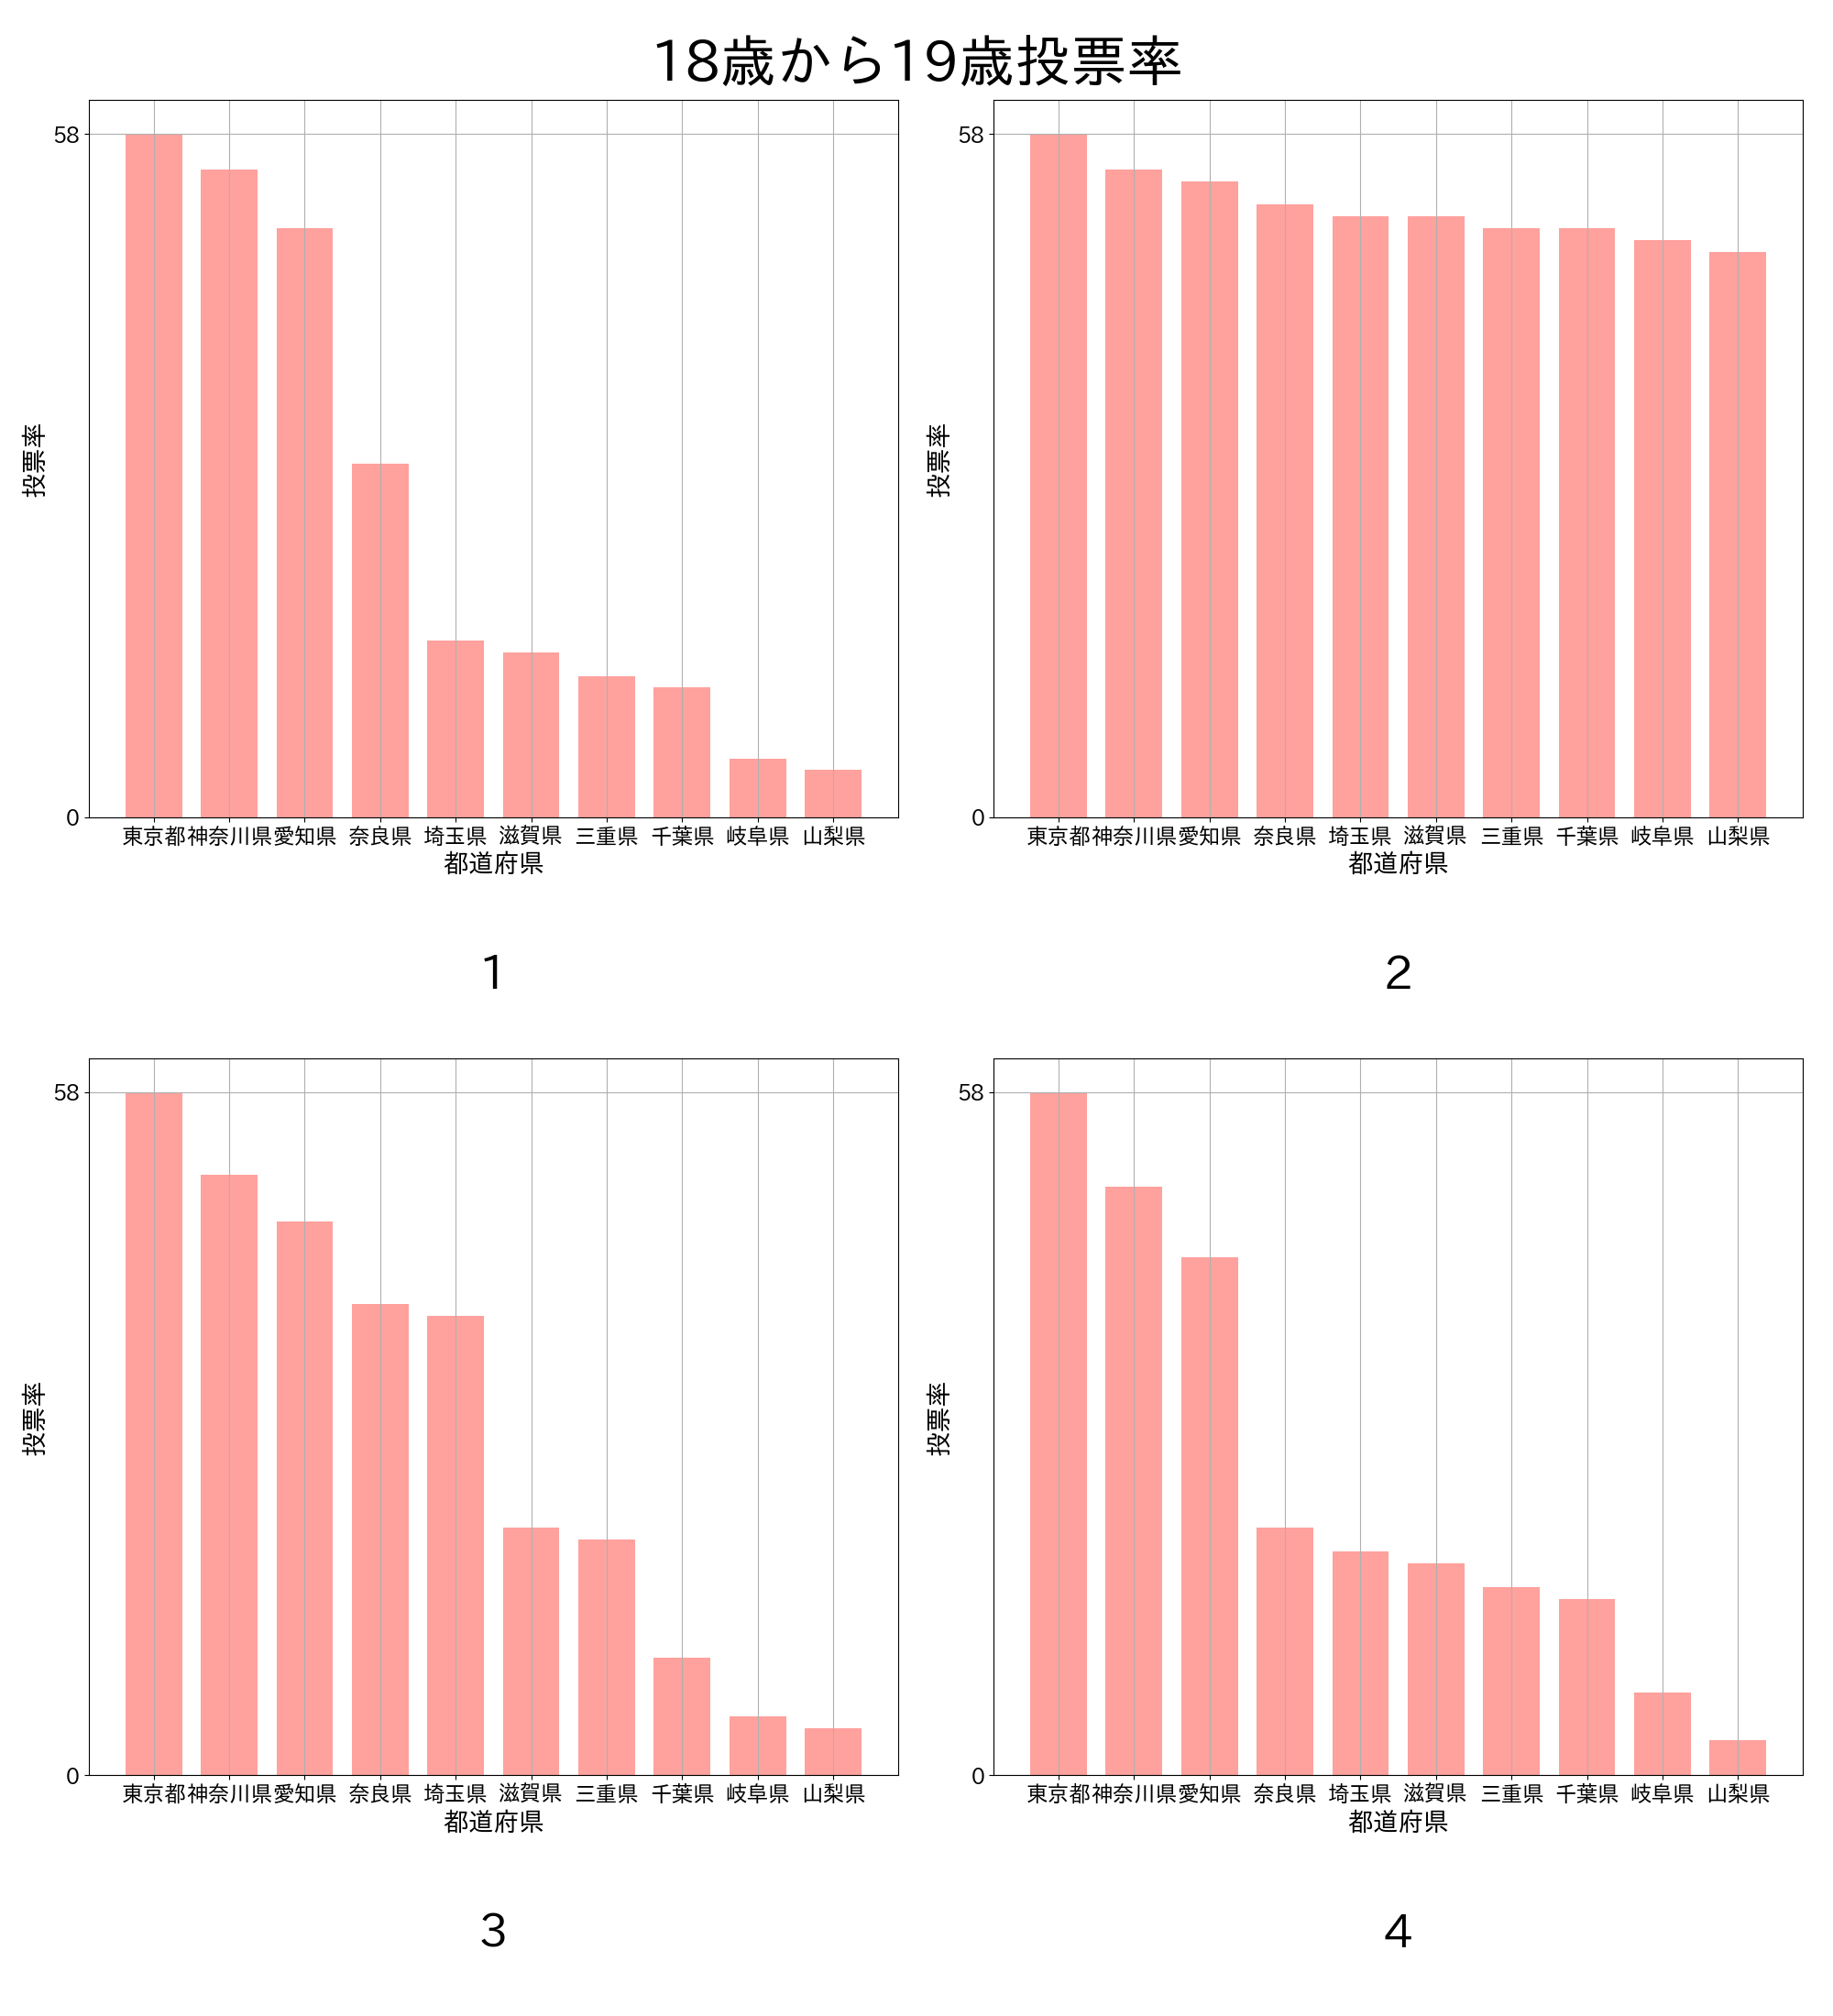 18歳から19歳投票率
58
0
投票率
東京都 神奈川県 愛知県 奈良県 埼玉県 滋賀県 三重県 千葉県 岐阜県 山梨県
都道府県
1
58
0
投票率
東京都 神奈川県 愛知県 奈良県 埼玉県 滋賀県 三重県 千葉県 岐阜県 山梨県
都道府県
2
58
0
投票率
東京都 神奈川県 愛知県 奈良県 埼玉県 滋賀県 三重県 千葉県 岐阜県 山梨県
都道府県
3
58
0
投票率
東京都 神奈川県 愛知県 奈良県 埼玉県 滋賀県 三重県 千葉県 岐阜県 山梨県
都道府県
4